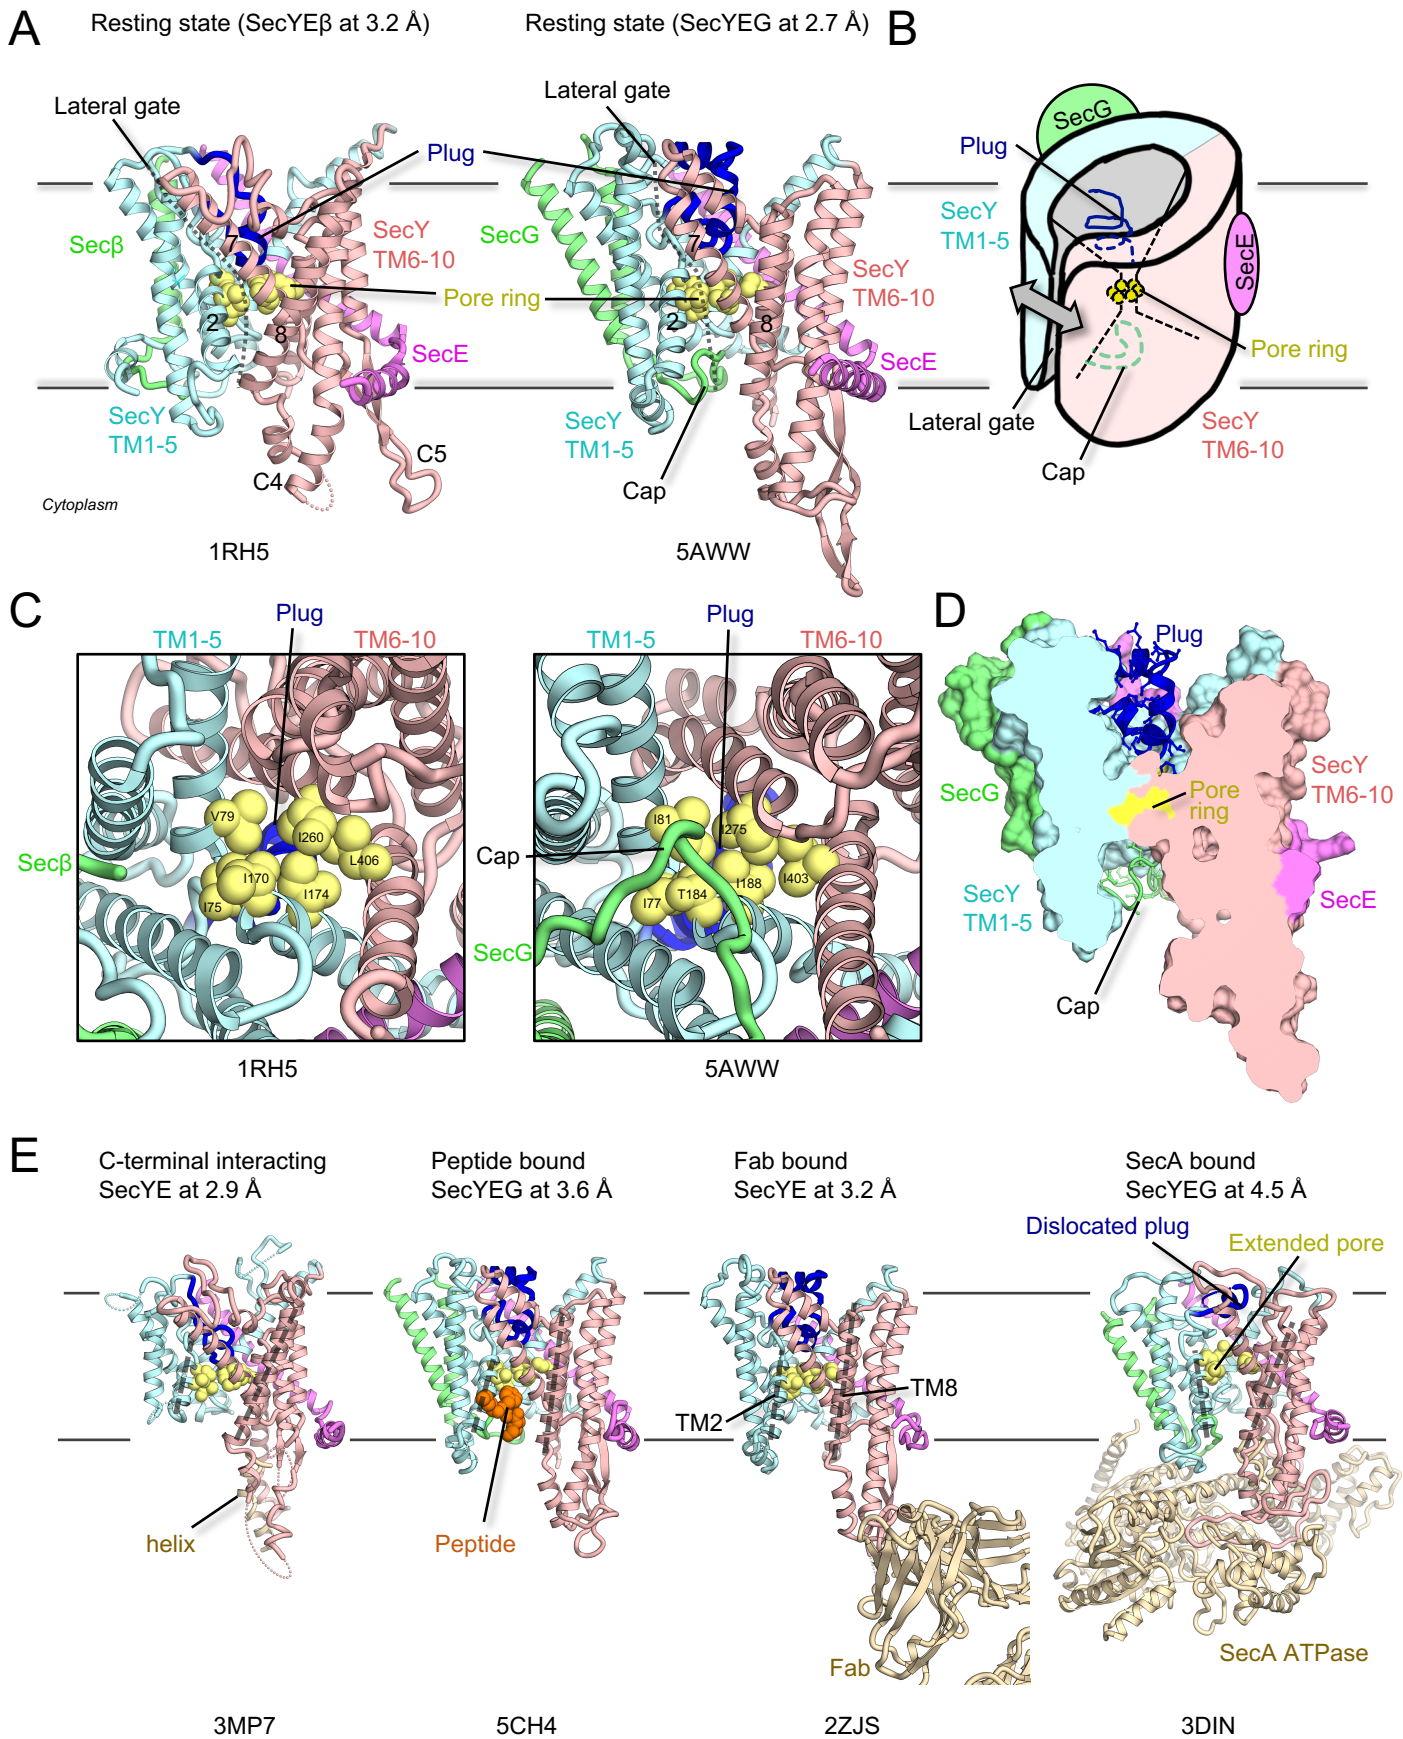 A
Resting state (SecYEβ at 3.2 Å)
Resting state (SecYEG at 2.7 Å)
Lateral gate
Plug
Secβ
SecY
TM6-10
7
Pore ring
2
8
SecE
SecY
TM1-5
C4
C5
Cytoplasm
1RH5
Lateral gate
SecG
7
SecY
TM6-10
2
8
SecE
SecY
TM1-5
Cap
5AWW
B
SecG
Plug
SecY
TM1-5
SecE
Pore ring
Lateral gate
SecY
TM6-10
Cap
C
Plug
TM1-5
TM6-10
V79
I260
L406
Secβ
I170
I174
I75
1RH5
Plug
TM1-5
TM6-10
I81
I275
Cap
I188
I403
I77
T184
SecG
5AWW
D
Plug
SecY
TM6-10
SecG
Pore
ring
SecY
TM1-5
SecE
Cap
E
C-terminal interacting
SecYE at 2.9 Å
helix
3MP7
Peptide bound
SecYEG at 3.6 Å
Peptide
5CH4
Fab bound
SecYE at 3.2 Å
TM8
TM2
Fab
2ZJS
SecA bound
SecYEG at 4.5 Å
Dislocated plug
Extended pore
SecA ATPase
3DIN